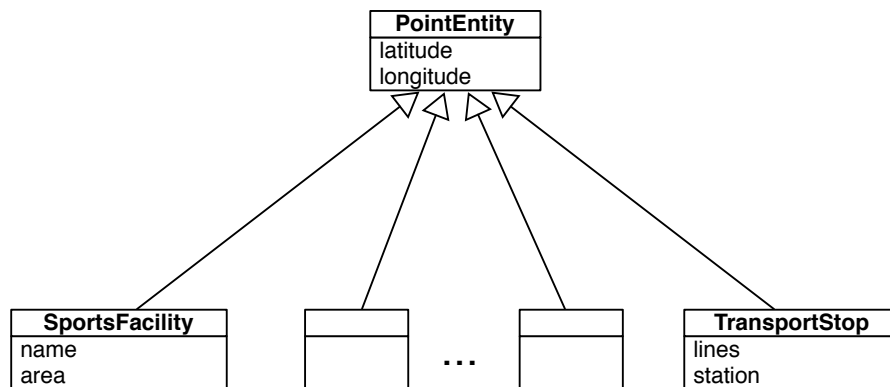 PointEntity
latitude
longitude
SportsFacility
name
area
...
TransportStop
lines
station